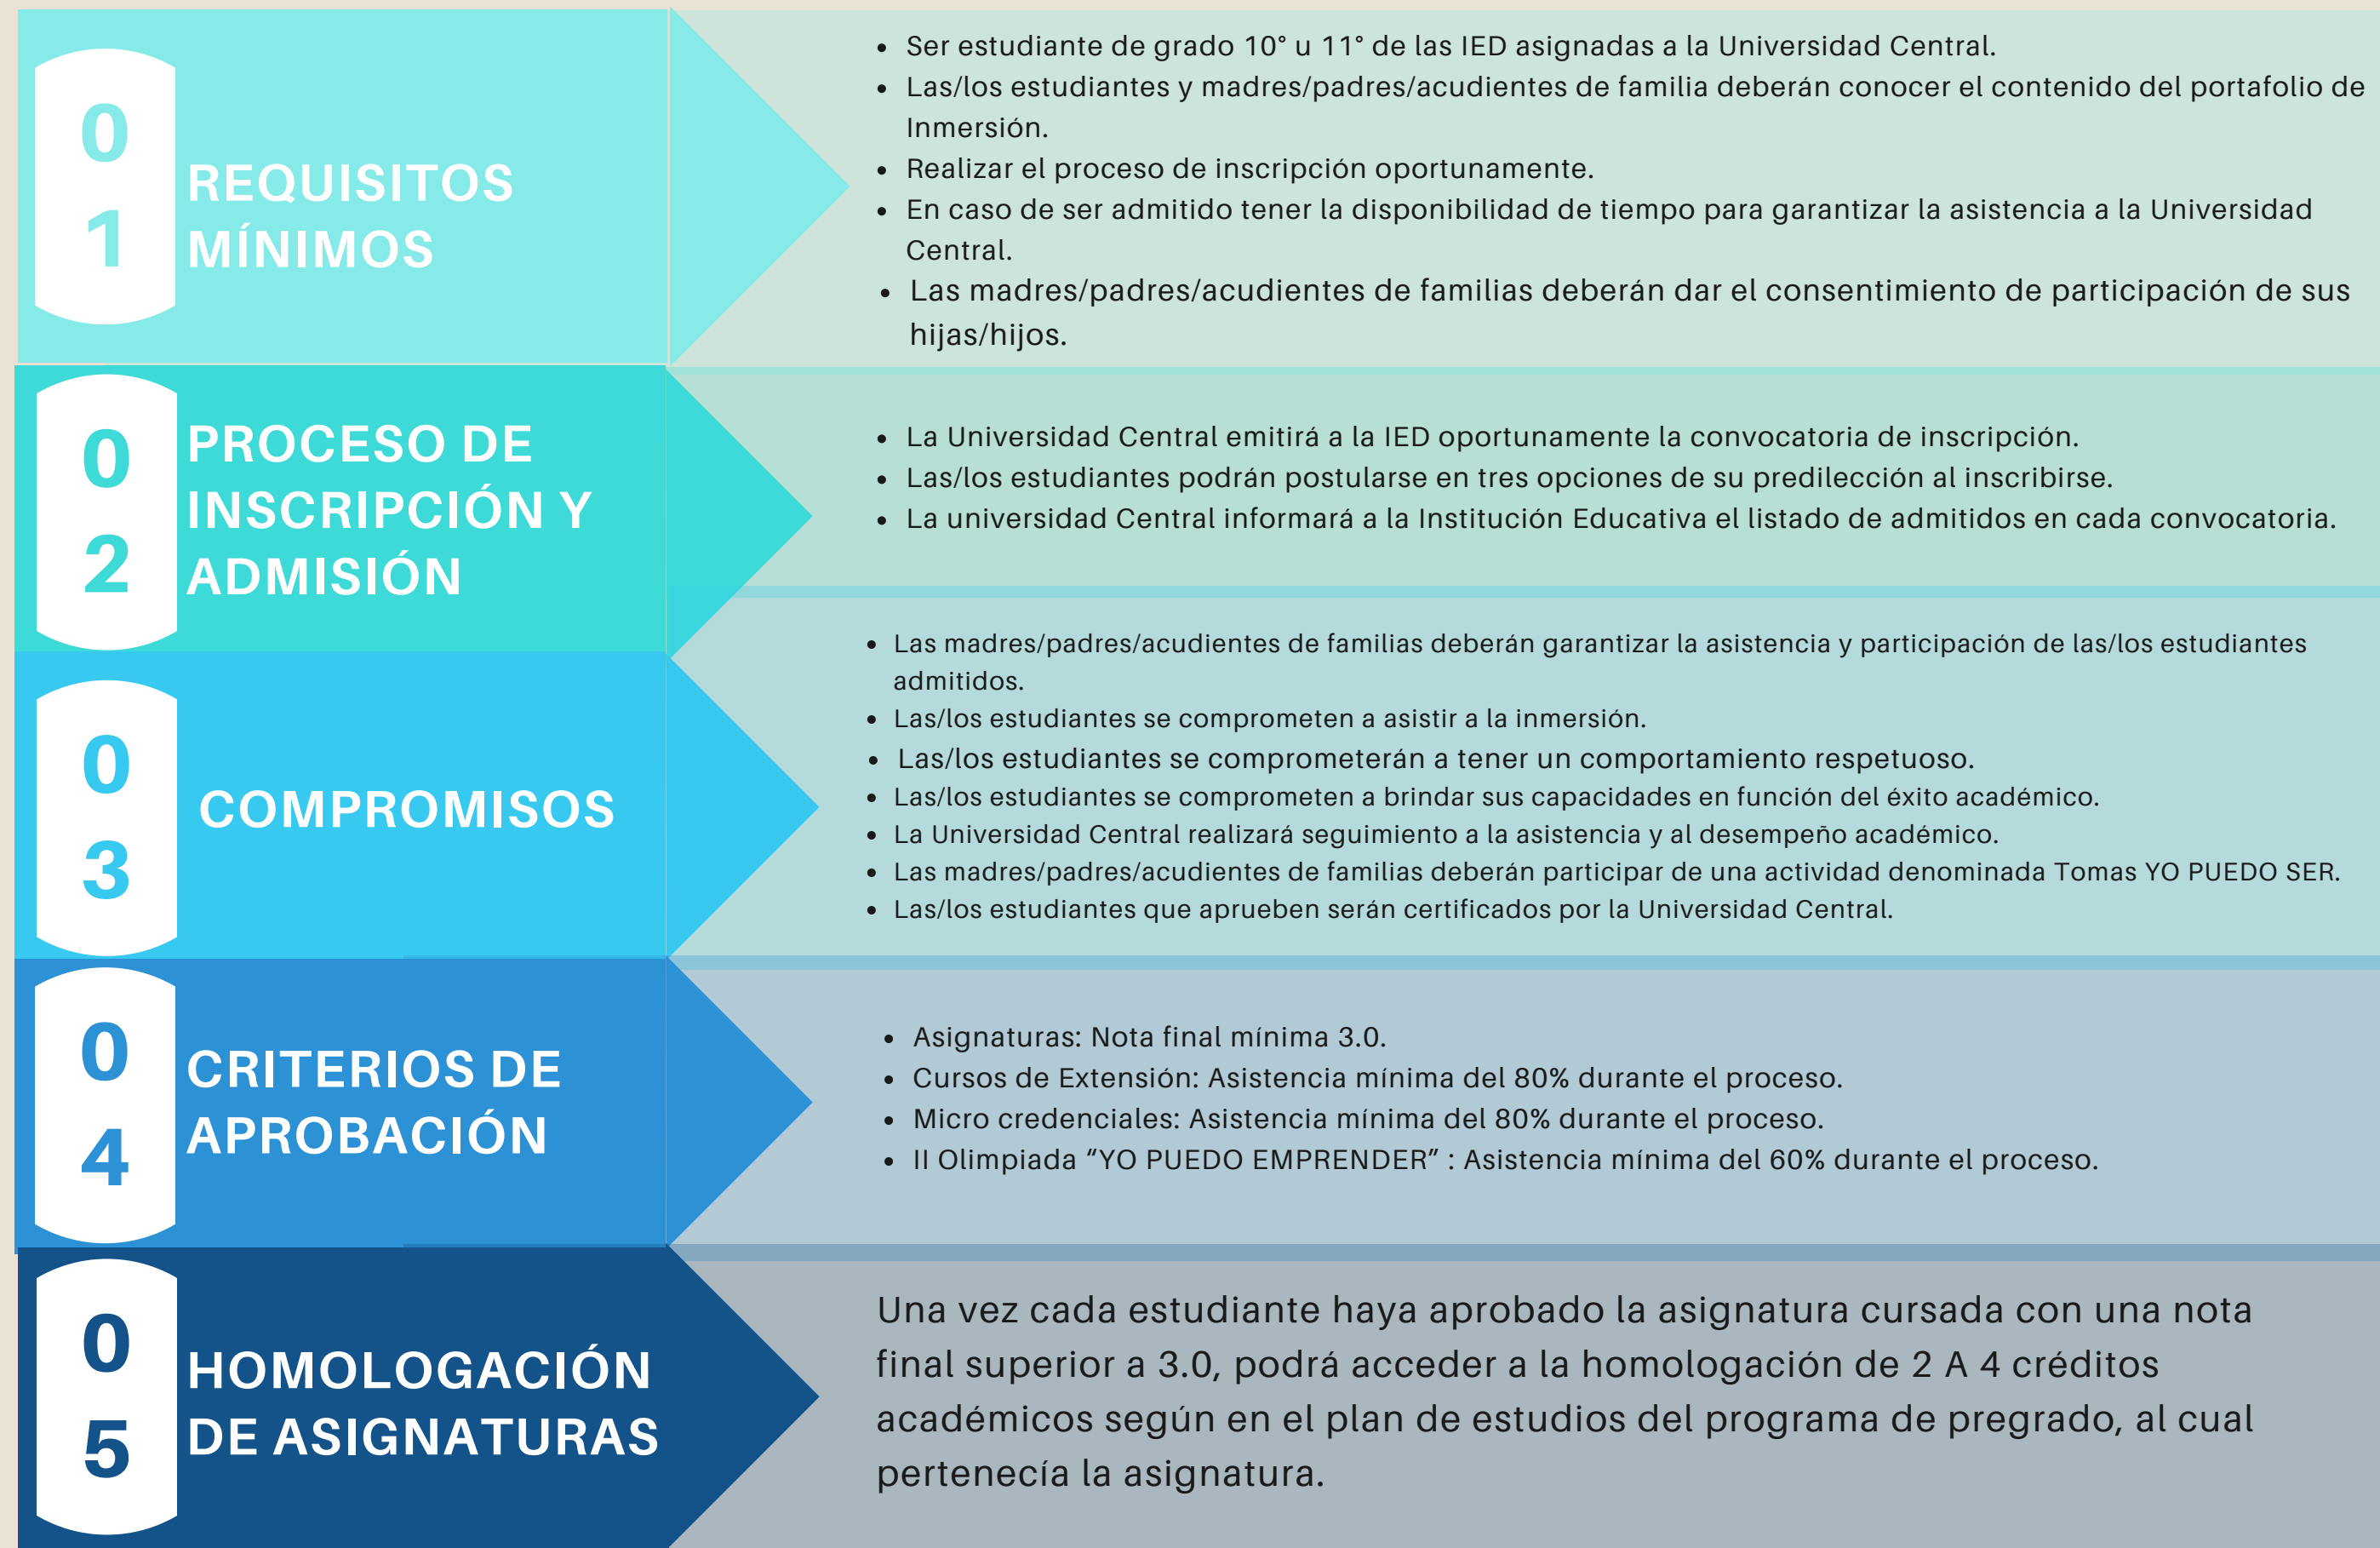 0
1
REQUISITOS
MÍNIMOS
• Ser estudiante de grado 10° u 11° de las IED asignadas a la Universidad Central.
• Las/los estudiantes y madres/padres/acudientes de familia deberán conocer el contenido del portafolio de
Inmersión.
• Realizar el proceso de inscripción oportunamente.
• En caso de ser admitido tener la disponibilidad de tiempo para garantizar la asistencia a la Universidad
Central.
• Las madres/padres/acudientes de familias deberán dar el consentimiento de participación de sus
hijas/hijos.
0
2
PROCESO DE
INSCRIPCIÓN Y
ADMISIÓN
• La Universidad Central emitirá a la IED oportunamente la convocatoria de inscripción.
• Las/los estudiantes podrán postularse en tres opciones de su predilección al inscribirse.
• La universidad Central informará a la Institución Educativa el listado de admitidos en cada convocatoria.
0
3
COMPROMISOS
• Las madres/padres/acudientes de familias deberán garantizar la asistencia y participación de las/los estudiantes
admitidos.
• Las/los estudiantes se comprometen a asistir a la inmersión.
• Las/los estudiantes se comprometerán a tener un comportamiento respetuoso.
• Las/los estudiantes se comprometen a brindar sus capacidades en función del éxito académico.
• La Universidad Central realizará seguimiento a la asistencia y al desempeño académico.
• Las madres/padres/acudientes de familias deberán participar de una actividad denominada Tomas YO PUEDO SER.
• Las/los estudiantes que aprueben serán certificados por la Universidad Central.
0
4
CRITERIOS DE
APROBACIÓN
• Asignaturas: Nota final mínima 3.0.
• Cursos de Extensión: Asistencia mínima del 80% durante el proceso.
• Micro credenciales: Asistencia mínima del 80% durante el proceso.
• II Olimpiada “YO PUEDO EMPRENDER” : Asistencia mínima del 60% durante el proceso.
0
5
HOMOLOGACIÓN
DE ASIGNATURAS
Una vez cada estudiante haya aprobado la asignatura cursada con una nota
final superior a 3.0, podrá acceder a la homologación de 2 A 4 créditos
académicos según en el plan de estudios del programa de pregrado, al cual
pertenecía la asignatura.